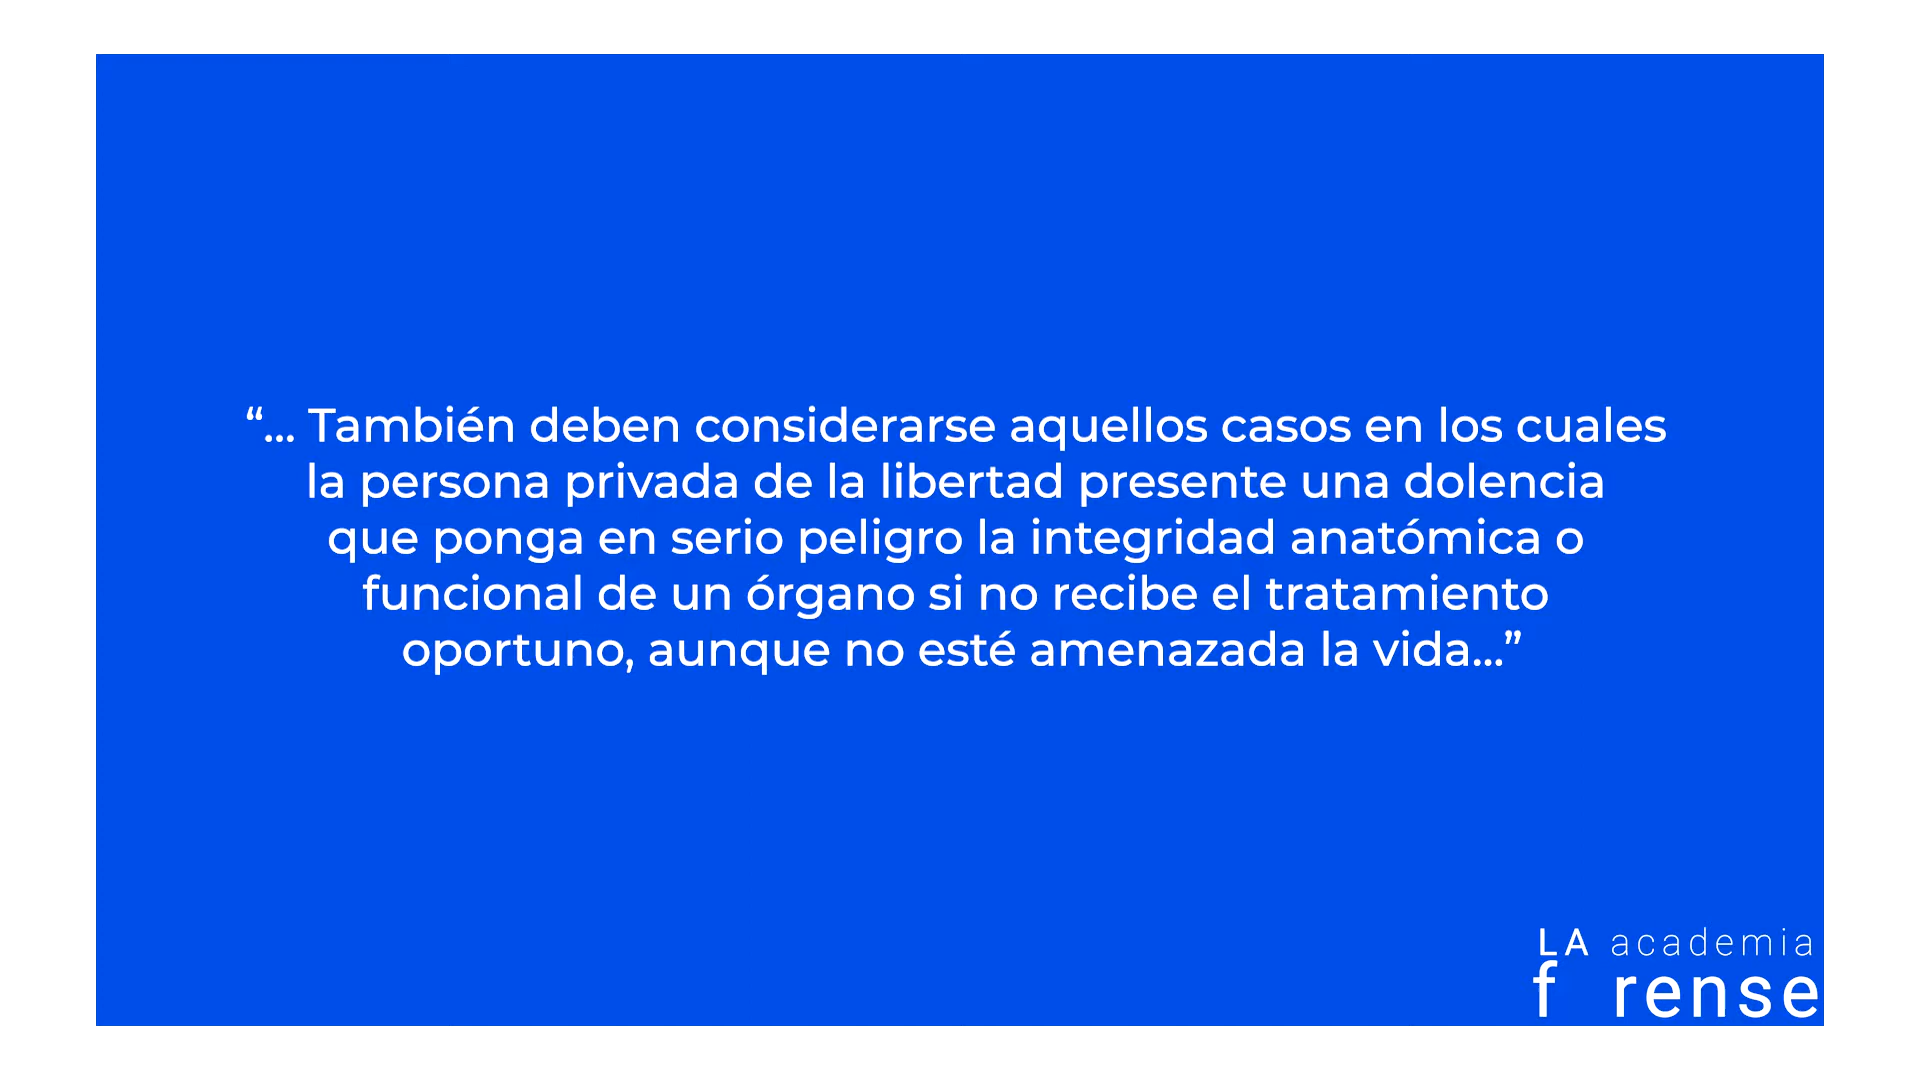 “... También deben considerarse aquellos casos en los cuales
la persona privada de la libertad presente una dolencia
que ponga en serio peligro la integridad anatómica o
funcional de un órgano si no recibe el tratamiento
oportuno, aunque no esté amenazada la vida...”
LA academia
f rense